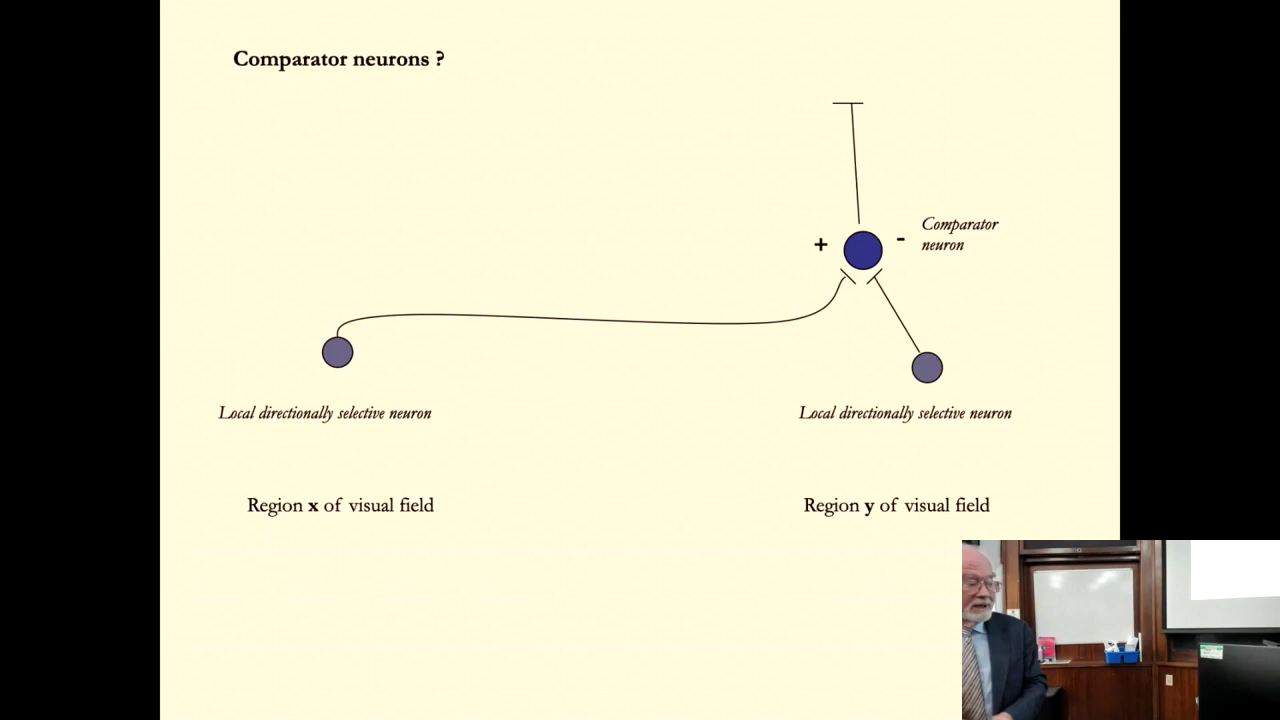 Comparator neurons ?
+
-
Comparator
neuron
Local directionally selective neuron
Local directionally selective neuron
Region x of visual field
Region y of visual field